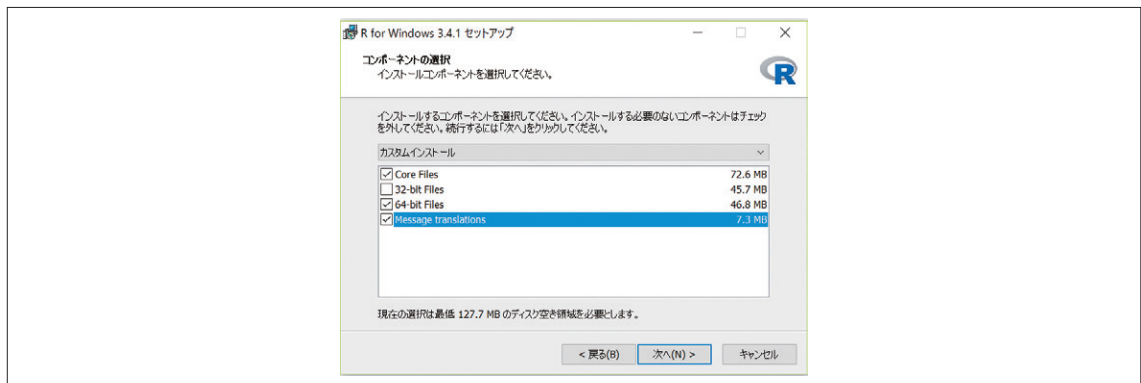 R for Windows 3.4.1 セットアップ
コンポーネントの選択
インストールコンポーネントを選択してください。
R
インストールするコンポーネントを選択してください。インストールする必要のないコンポーネントはチェック
を外してください。続行するには「次へ」をクリックしてください。
カスタムインストール
Core Files 72.6 MB
32-bit Files 45.7 MB
64-bit Files 46.8 MB
Message translations 7.3 MB
現在の選択は最低 127.7 MB のディスク空き領域を必要とします。
< 戻る(B) 次へ(N) > キャンセル